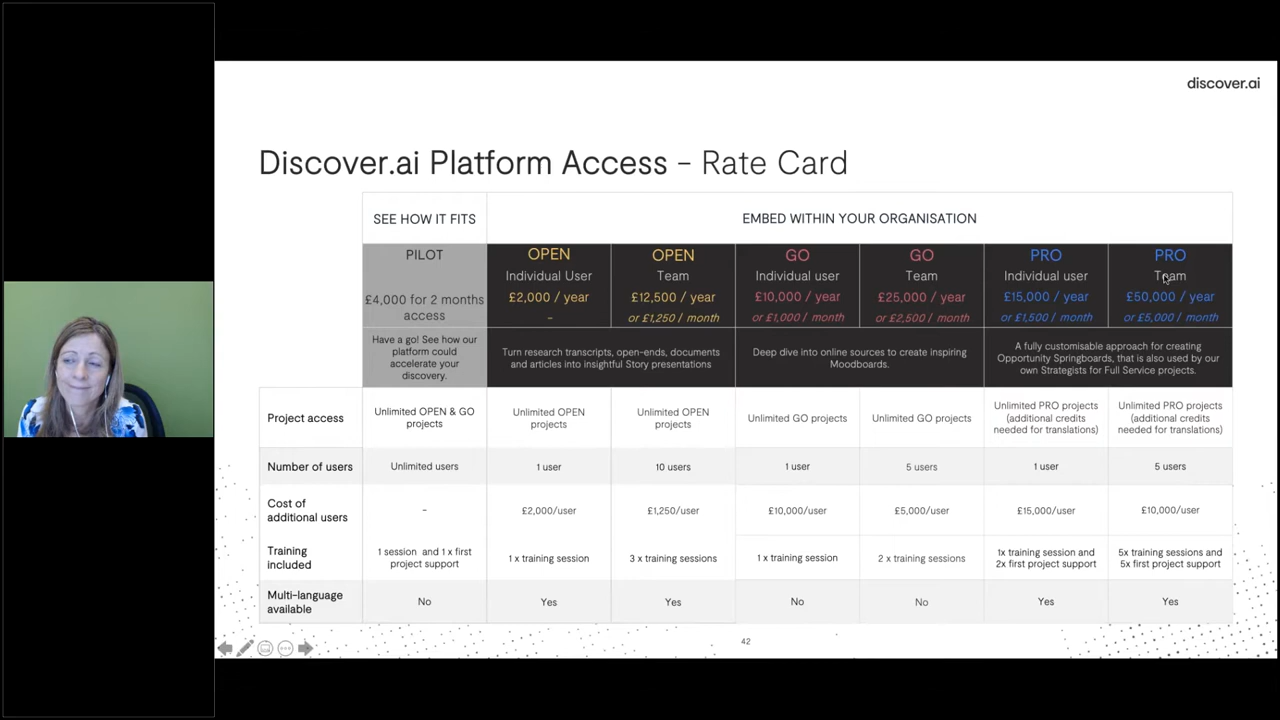 discover.ai
Discover.ai Platform Access – Rate Card
SEE HOW IT FITS
EMBED WITHIN YOUR ORGANISATION
PILOT
£4,000 for 2 months
access
OPEN
Individual User
£2,000 / year
–
OPEN
Team
£12,500 / year
or £1,250 / month
GO
Individual user
£10,000 / year
or £1,000 / month
GO
Team
£25,000 / year
or £2,500 / month
PRO
Individual user
£15,000 / year
or £1,500 / month
PRO
Team
£50,000 / year
or £5,000 / month
Have a go! See how our
platform could
accelerate your
discovery.
Turn research transcripts, open-ends, documents
and articles into insightful Story presentations
Deep dive into online sources to create inspiring
Moodboards.
A fully customisable approach for creating
Opportunity Springboards, that is also used by our
own Strategists for Full Service projects.
Project access
Unlimited OPEN & GO
projects
Unlimited OPEN
projects
Unlimited OPEN
projects
Unlimited GO projects
Unlimited GO projects
Unlimited PRO projects
(additional credits
needed for translations)
Unlimited PRO projects
(additional credits
needed for translations)
Number of users
Unlimited users
1 user
10 users
1 user
5 users
1 user
5 users
Cost of
additional users
–
£2,000/user
£1,250/user
£10,000/user
£5,000/user
£15,000/user
£10,000/user
Training
included
1 session and 1 x first
project support
1 x training session
3 x training sessions
1 x training session
2 x training sessions
1x training session and
2x first project support
5x training sessions and
5x first project support
Multi-language
available
No
Yes
Yes
No
No
Yes
Yes
42